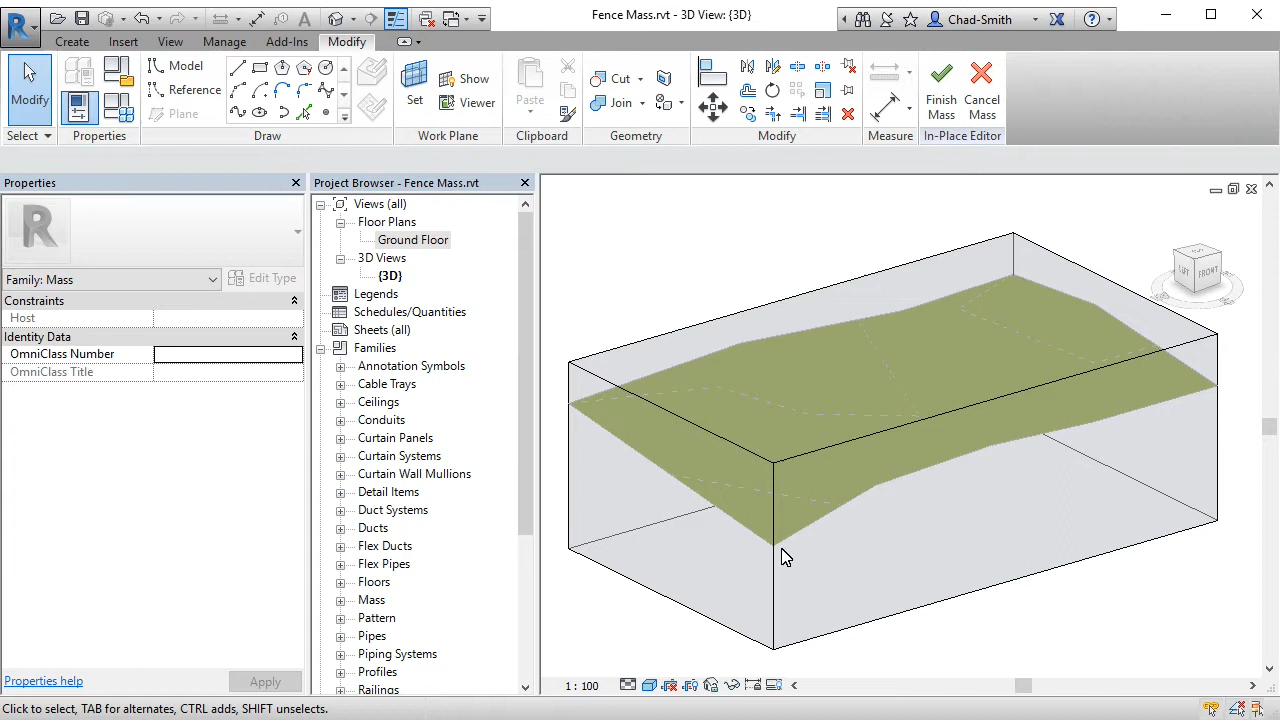 Fence Mass.rvt - 3D View: {3D}
Chad-Smith
Create Insert View Manage Add-Ins Modify
Modify
Select
Properties
Model
Reference
Plane
Draw
Set
Show
Viewer
Work Plane
Paste
Clipboard
Cut
Join
Geometry
Modify
Measure
Finish Mass
Cancel Mass
In-Place Editor
Properties
R
Family: Mass
Edit Type
Constraints
Host
Identity Data
OmniClass Number
OmniClass Title
Properties help
Apply
Project Browser - Fence Mass.rvt
Views (all)
Floor Plans
Ground Floor
3D Views
{3D}
Legends
Schedules/Quantities
Sheets (all)
Families
Annotation Symbols
Cable Trays
Ceilings
Conduits
Curtain Panels
Curtain Systems
Curtain Wall Mullions
Detail Items
Duct Systems
Ducts
Flex Ducts
Flex Pipes
Floors
Mass
Pattern
Pipes
Piping Systems
Profiles
Railings
LEFT
FRONT
1 : 100
Click to select, TAB for alternates, CTRL adds, SHIFT unselects.